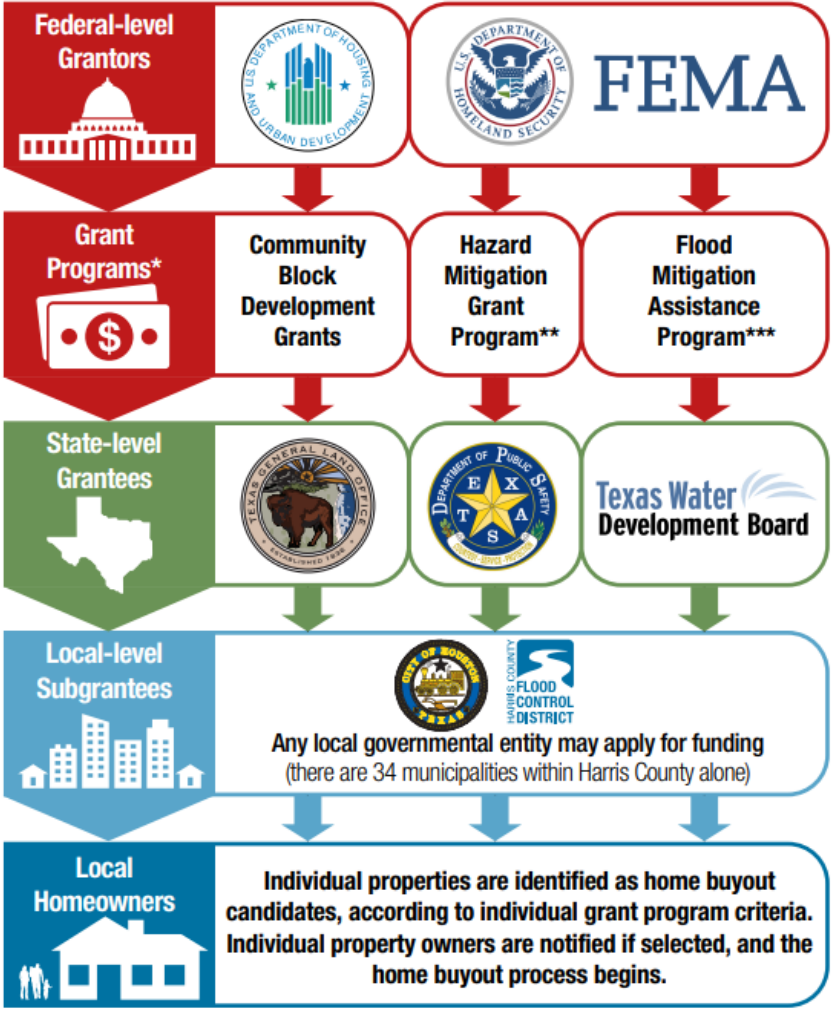 Federal-level
Grantors
U.S DEPARTMENT OF HOUSING
AND URBAN DEVELOPMENT
U.S. DEPARTMENT OF
HOMELAND SECURITY
FEMA
Grant
Programs*
$
Community
Block
Development
Grants
Hazard
Mitigation
Grant
Program**
Flood
Mitigation
Assistance
Program***
State-level
Grantees
TEXAS GENERAL LAND OFFICE
ESTABLISHED 1836
DEPARTMENT OF PUBLIC SAFETY
TEXAS
COURTESY · SERVICE · PROTECTION
Texas Water
Development Board
Local-level
Subgrantees
CITY OF HOUSTON
TEXAS
HARRIS COUNTY
FLOOD
CONTROL
DISTRICT
Any local governmental entity may apply for funding
(there are 34 municipalities within Harris County alone)
Local
Homeowners
Individual properties are identified as home buyout
candidates, according to individual grant program criteria.
Individual property owners are notified if selected, and the
home buyout process begins.